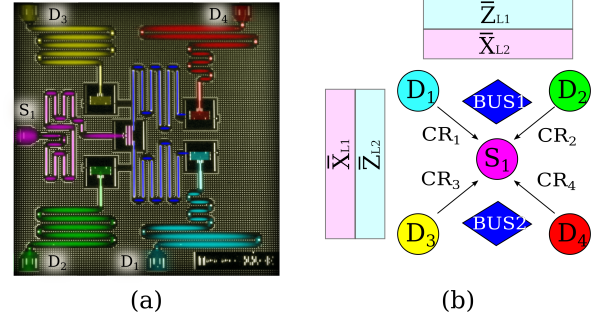 D₃
D₄
S₁
D₂
D₁
(a)
Z̅L1
X̅L2
X̅L1
Z̅L2
D₁
BUS1
D₂
CR₁
CR₂
S₁
CR₃
CR₄
D₃
BUS2
D₄
(b)